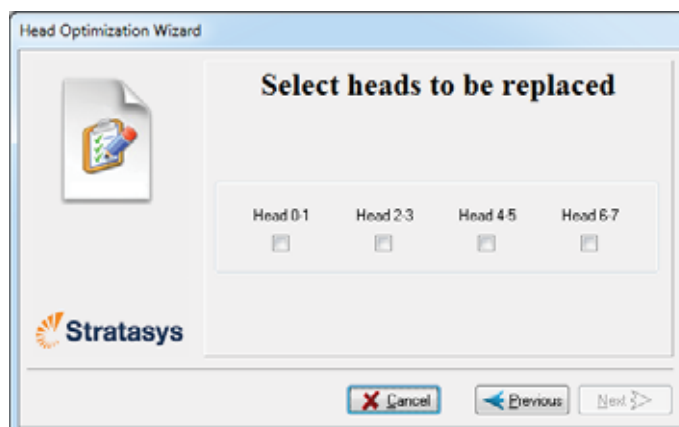 Head Optimization Wizard
Select heads to be replaced
Head 0-1 Head 2-3 Head 4-5 Head 6-7
Stratasys
Cancel Previous Next